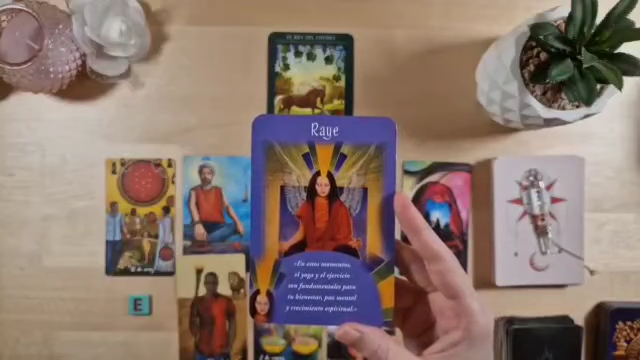 Raye
«En estos momentos,
el yoga y el ejercicio
son fundamentales para
tu bienestar, paz mental
y crecimiento espiritual.»
E